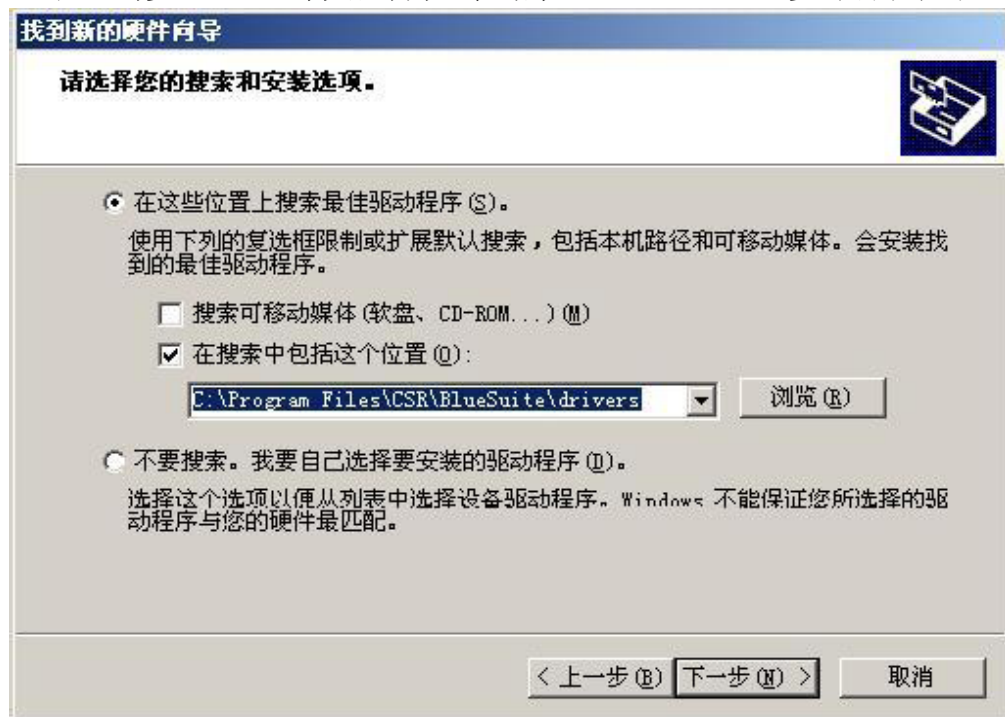 找到新的硬件向导
请选择您的搜索和安装选项。
在这些位置上搜索最佳驱动程序(S)。
使用下列的复选框限制或扩展默认搜索,包括本机路径和可移动媒体。会安装找
到的最佳驱动程序。
搜索可移动媒体(软盘、CD-ROM...)(M)
在搜索中包括这个位置(O):
C:\Program Files\CSR\BlueSuite\drivers
浏览(R)
不要搜索。我要自己选择要安装的驱动程序(D)。
选择这个选项以便从列表中选择设备驱动程序。Windows 不能保证您所选择的驱
动程序与您的硬件最匹配。
< 上一步(B)
下一步(N) >
取消